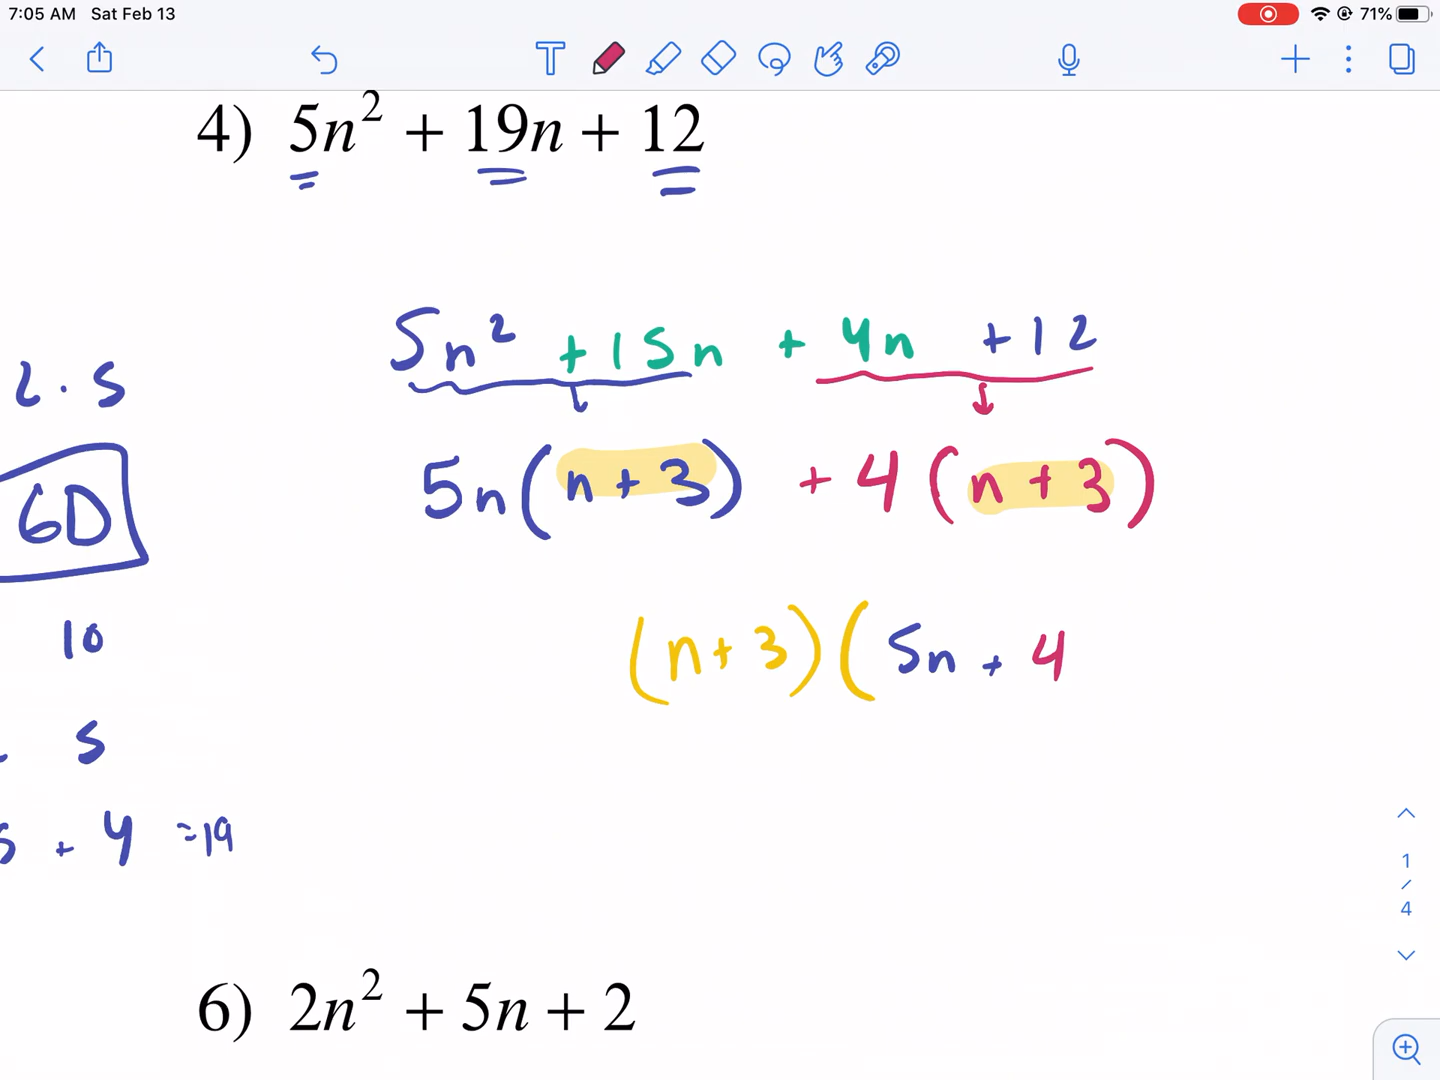 7:05 AM Sat Feb 13 71%
4) 5n² + 19n + 12
5n² + 15n + 4n + 12
2 · 5
5n(n + 3) + 4(n + 3)
60
10
(n + 3)(5n + 4
5
5 + 4 = 19
1
/
4
6) 2n² + 5n + 2